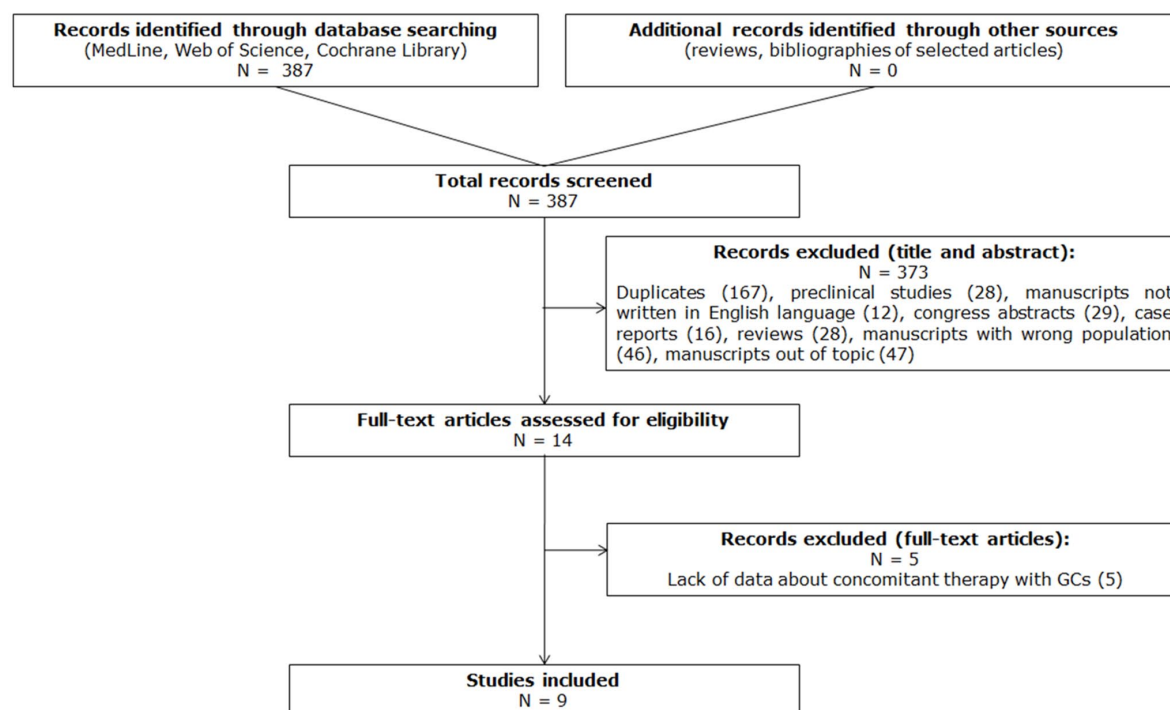 Records identified through database searching
(MedLine, Web of Science, Cochrane Library)
N = 387
Additional records identified through other sources
(reviews, bibliographies of selected articles)
N = 0
Total records screened
N = 387
Records excluded (title and abstract):
N = 373
Duplicates (167), preclinical studies (28), manuscripts not
written in English language (12), congress abstracts (29), case
reports (16), reviews (28), manuscripts with wrong population
(46), manuscripts out of topic (47)
Full-text articles assessed for eligibility
N = 14
Records excluded (full-text articles):
N = 5
Lack of data about concomitant therapy with GCs (5)
Studies included
N = 9